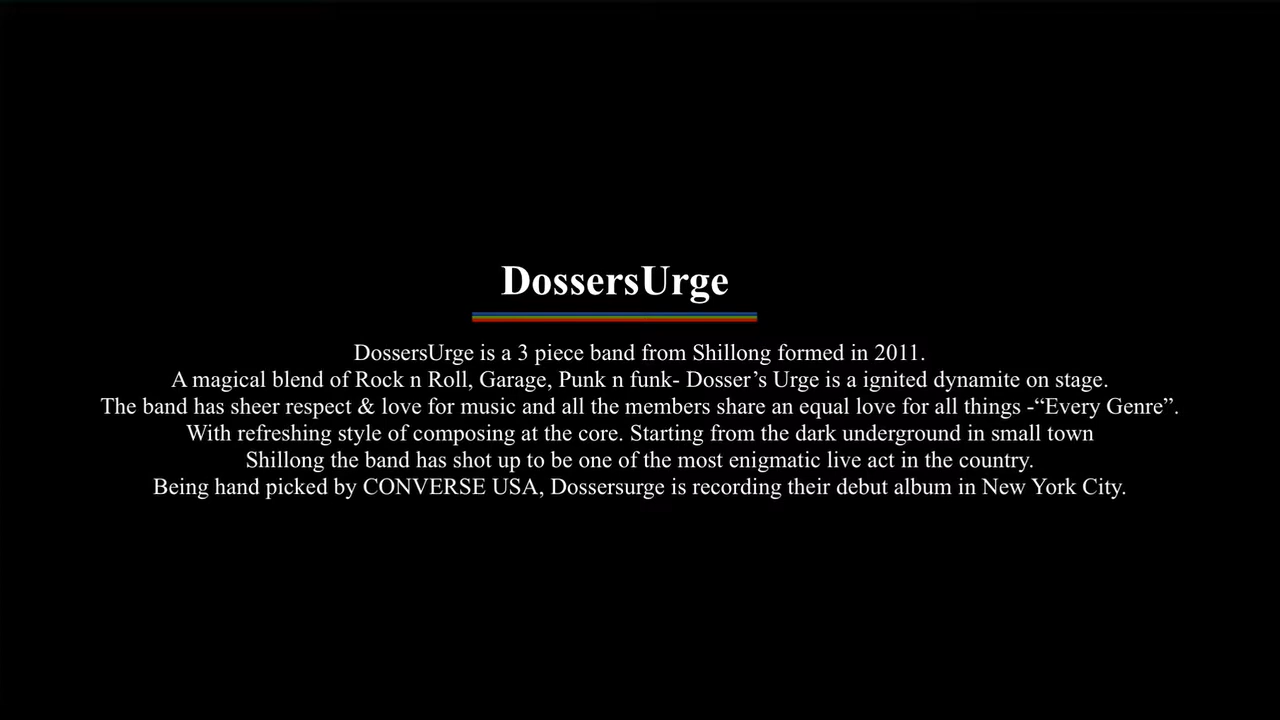 DossersUrge
DossersUrge is a 3 piece band from Shillong formed in 2011.
A magical blend of Rock n Roll, Garage, Punk n funk- Dosser’s Urge is a ignited dynamite on stage.
The band has sheer respect & love for music and all the members share an equal love for all things -“Every Genre”.
With refreshing style of composing at the core. Starting from the dark underground in small town
Shillong the band has shot up to be one of the most enigmatic live act in the country.
Being hand picked by CONVERSE USA, Dossersurge is recording their debut album in New York City.